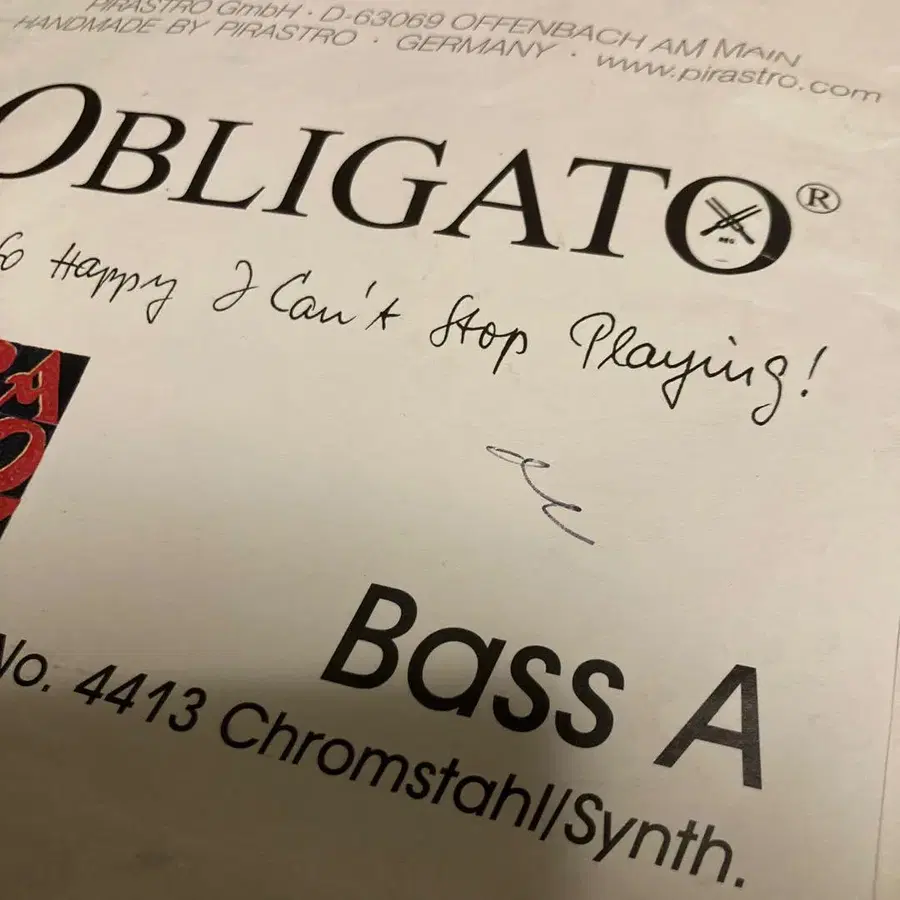 PIRASTRO GmbH · D-63069 OFFENBACH AM MAIN
HANDMADE BY PIRASTRO · GERMANY · www.pirastro.com
OBLIGATO®
So Happy I Can't Stop Playing!
Bass A
No. 4413 Chromstahl/Synth.